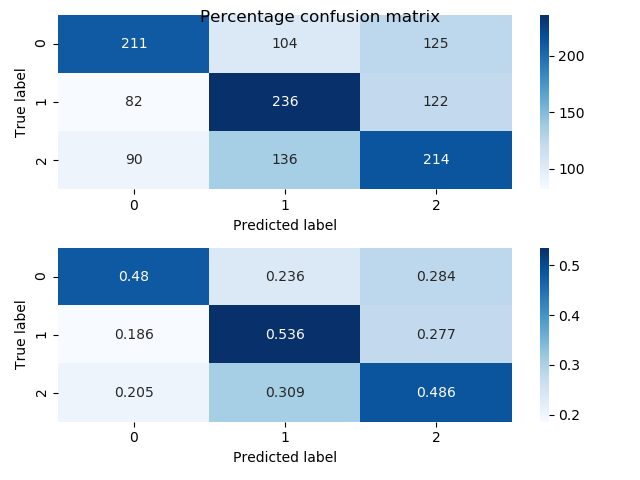 Percentage confusion matrix
True label
0 211 104 125
1 82 236 122
2 90 136 214
0 1 2
Predicted label
200
150
100
True label
0 0.48 0.236 0.284
1 0.186 0.536 0.277
2 0.205 0.309 0.486
0 1 2
Predicted label
0.5
0.4
0.3
0.2